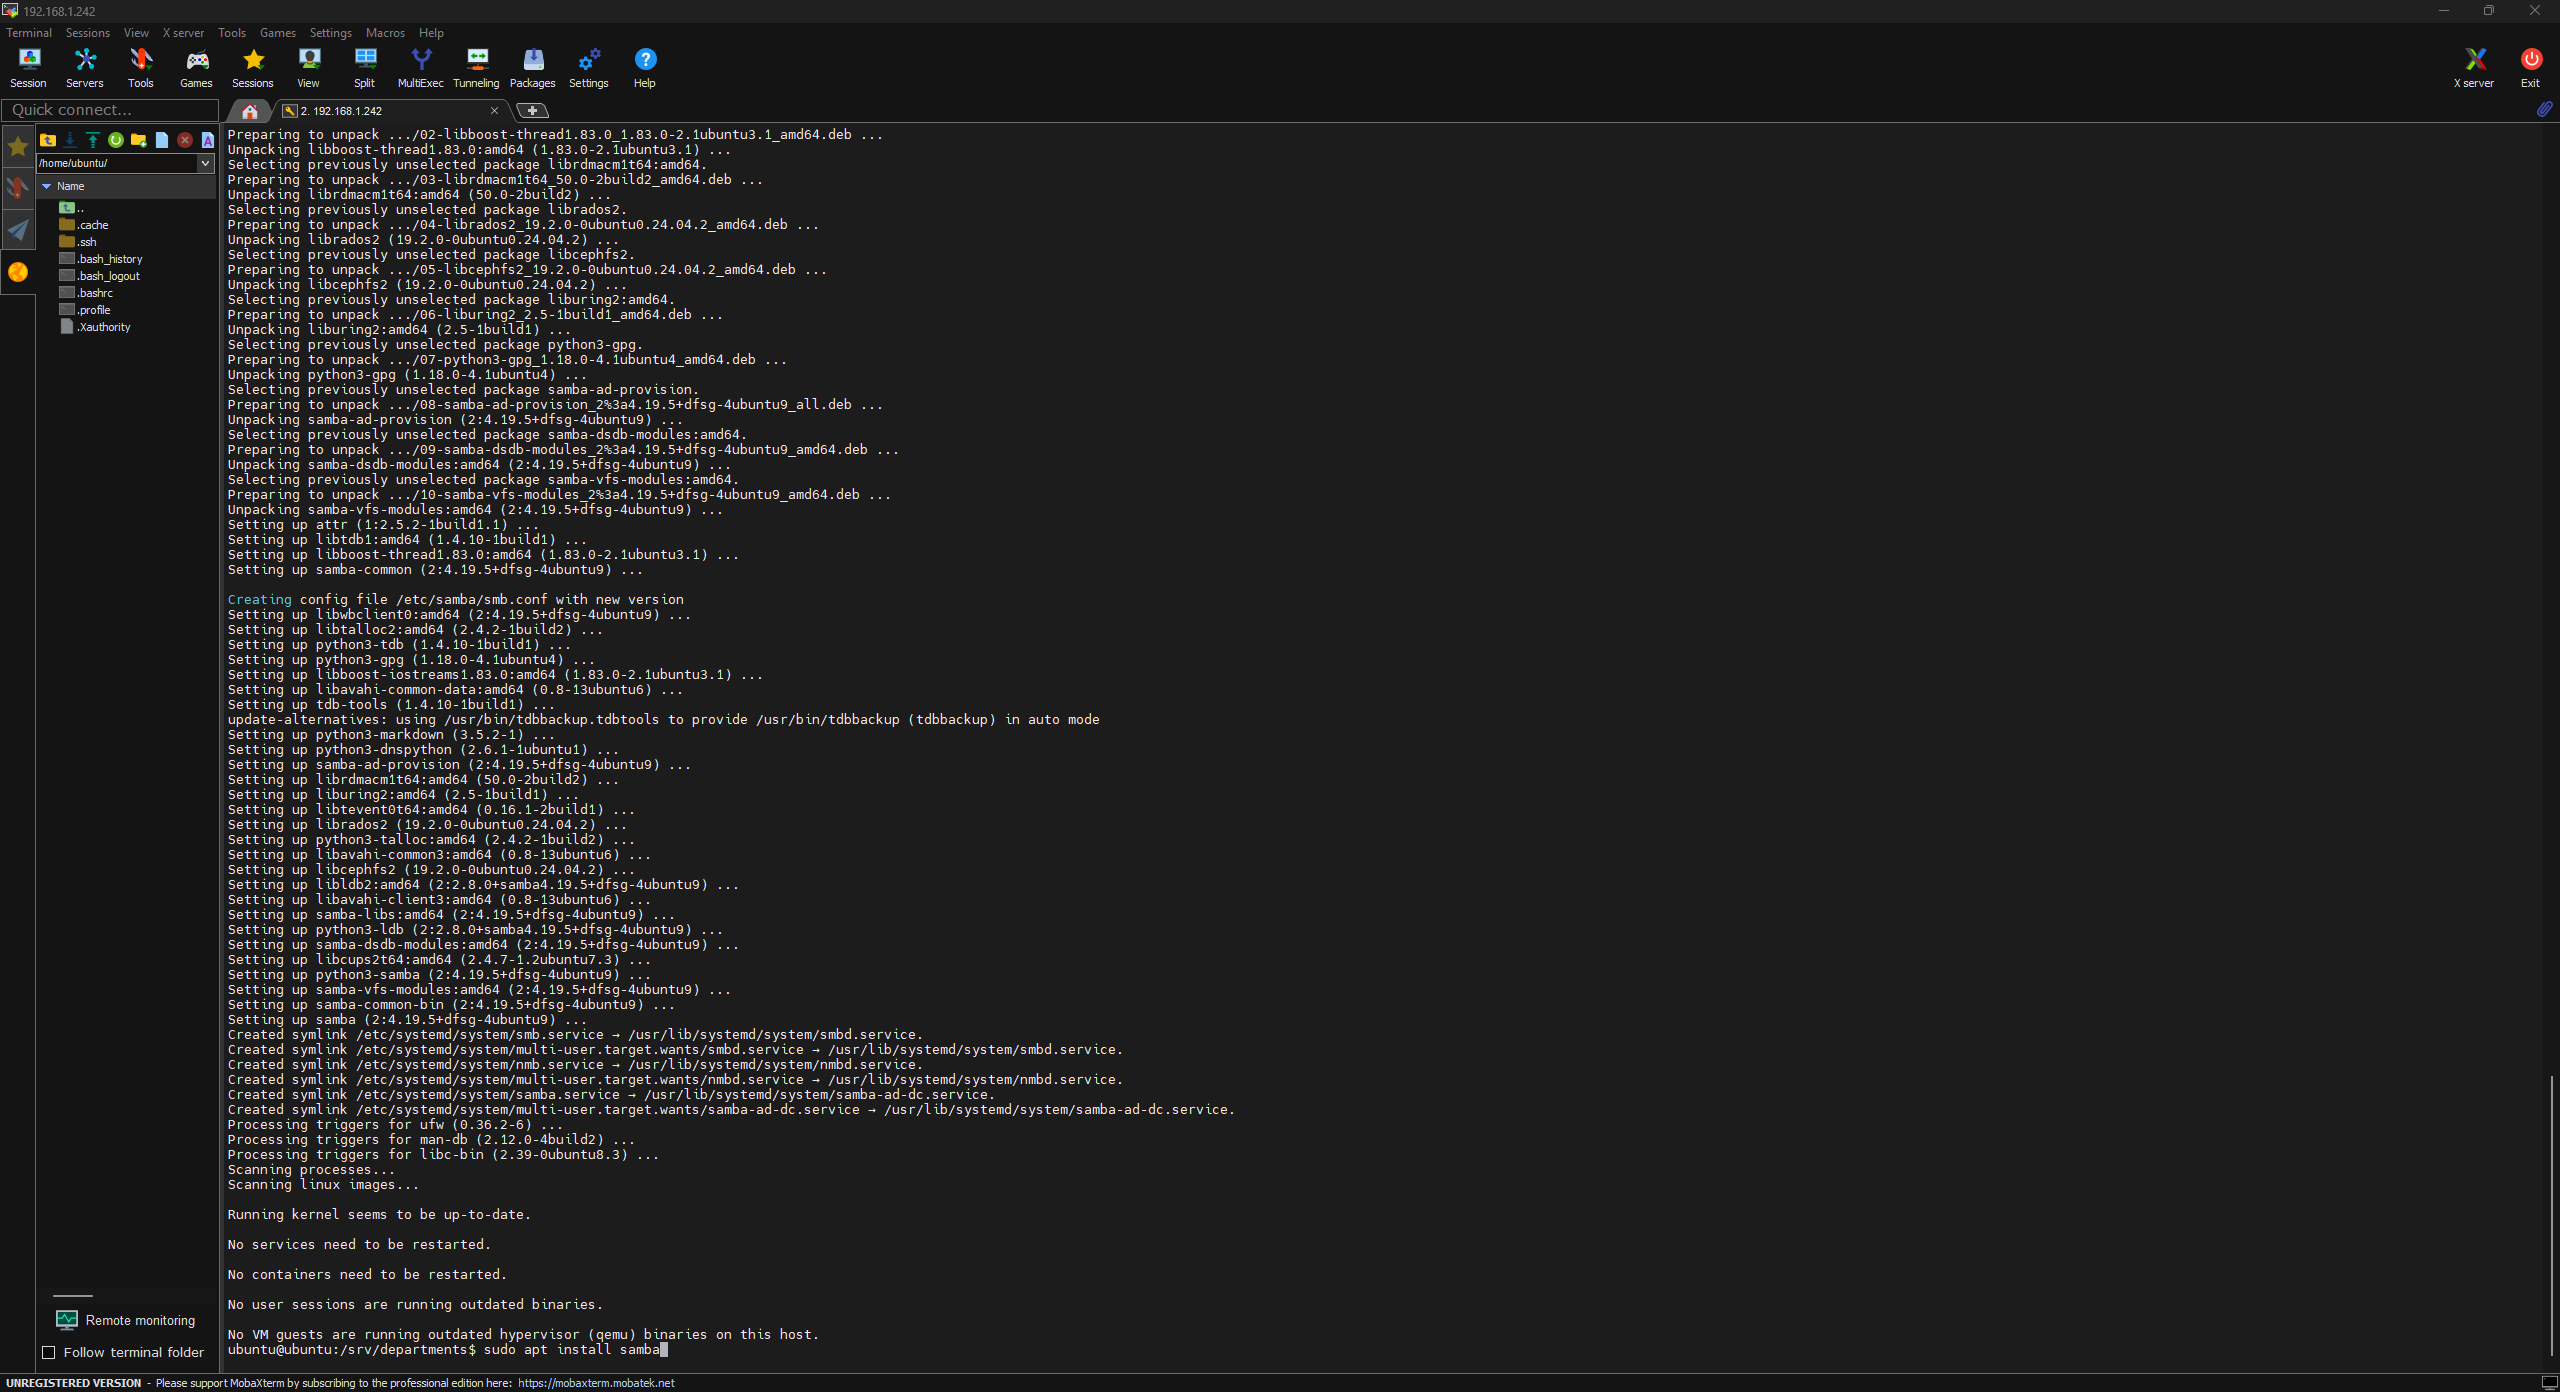 192.168.1.242
Terminal Sessions View X server Tools Games Settings Macros Help
Session Servers Tools Games Sessions View Split MultiExec Tunneling Packages Settings Help X server Exit
Quick connect...
2. 192.168.1.242
/home/ubuntu/
Name
..
.cache
.ssh
.bash_history
.bash_logout
.bashrc
.profile
.Xauthority
Preparing to unpack .../02-libboost-thread1.83.0_1.83.0-2.1ubuntu3.1_amd64.deb ...
Unpacking libboost-thread1.83.0:amd64 (1.83.0-2.1ubuntu3.1) ...
Selecting previously unselected package librdmacm1t64:amd64.
Preparing to unpack .../03-librdmacm1t64_50.0-2build2_amd64.deb ...
Unpacking librdmacm1t64:amd64 (50.0-2build2) ...
Selecting previously unselected package librados2.
Preparing to unpack .../04-librados2_19.2.0-0ubuntu0.24.04.2_amd64.deb ...
Unpacking librados2 (19.2.0-0ubuntu0.24.04.2) ...
Selecting previously unselected package libcephfs2.
Preparing to unpack .../05-libcephfs2_19.2.0-0ubuntu0.24.04.2_amd64.deb ...
Unpacking libcephfs2 (19.2.0-0ubuntu0.24.04.2) ...
Selecting previously unselected package liburing2:amd64.
Preparing to unpack .../06-liburing2_2.5-1build1_amd64.deb ...
Unpacking liburing2:amd64 (2.5-1build1) ...
Selecting previously unselected package python3-gpg.
Preparing to unpack .../07-python3-gpg_1.18.0-4.1ubuntu4_amd64.deb ...
Unpacking python3-gpg (1.18.0-4.1ubuntu4) ...
Selecting previously unselected package samba-ad-provision.
Preparing to unpack .../08-samba-ad-provision_2%3a4.19.5+dfsg-4ubuntu9_all.deb ...
Unpacking samba-ad-provision (2:4.19.5+dfsg-4ubuntu9) ...
Selecting previously unselected package samba-dsdb-modules:amd64.
Preparing to unpack .../09-samba-dsdb-modules_2%3a4.19.5+dfsg-4ubuntu9_amd64.deb ...
Unpacking samba-dsdb-modules:amd64 (2:4.19.5+dfsg-4ubuntu9) ...
Selecting previously unselected package samba-vfs-modules:amd64.
Preparing to unpack .../10-samba-vfs-modules_2%3a4.19.5+dfsg-4ubuntu9_amd64.deb ...
Unpacking samba-vfs-modules:amd64 (2:4.19.5+dfsg-4ubuntu9) ...
Setting up attr (1:2.5.2-1build1.1) ...
Setting up libtdb1:amd64 (1.4.10-1build1) ...
Setting up libboost-thread1.83.0:amd64 (1.83.0-2.1ubuntu3.1) ...
Setting up samba-common (2:4.19.5+dfsg-4ubuntu9) ...
Creating config file /etc/samba/smb.conf with new version
Setting up libwbclient0:amd64 (2:4.19.5+dfsg-4ubuntu9) ...
Setting up libtalloc2:amd64 (2.4.2-1build2) ...
Setting up python3-tdb (1.4.10-1build1) ...
Setting up python3-gpg (1.18.0-4.1ubuntu4) ...
Setting up libboost-iostreams1.83.0:amd64 (1.83.0-2.1ubuntu3.1) ...
Setting up libavahi-common-data:amd64 (0.8-13ubuntu6) ...
Setting up tdb-tools (1.4.10-1build1) ...
update-alternatives: using /usr/bin/tdbbackup.tdbtools to provide /usr/bin/tdbbackup (tdbbackup) in auto mode
Setting up python3-markdown (3.5.2-1) ...
Setting up python3-dnspython (2.6.1-1ubuntu1) ...
Setting up samba-ad-provision (2:4.19.5+dfsg-4ubuntu9) ...
Setting up librdmacm1t64:amd64 (50.0-2build2) ...
Setting up liburing2:amd64 (2.5-1build1) ...
Setting up libtevent0t64:amd64 (0.16.1-2build1) ...
Setting up librados2 (19.2.0-0ubuntu0.24.04.2) ...
Setting up python3-talloc:amd64 (2.4.2-1build2) ...
Setting up libavahi-common3:amd64 (0.8-13ubuntu6) ...
Setting up libcephfs2 (19.2.0-0ubuntu0.24.04.2) ...
Setting up libldb2:amd64 (2:2.8.0+samba4.19.5+dfsg-4ubuntu9) ...
Setting up libavahi-client3:amd64 (0.8-13ubuntu6) ...
Setting up samba-libs:amd64 (2:4.19.5+dfsg-4ubuntu9) ...
Setting up python3-ldb (2:2.8.0+samba4.19.5+dfsg-4ubuntu9) ...
Setting up samba-dsdb-modules:amd64 (2:4.19.5+dfsg-4ubuntu9) ...
Setting up libcups2t64:amd64 (2.4.7-1.2ubuntu7.3) ...
Setting up python3-samba (2:4.19.5+dfsg-4ubuntu9) ...
Setting up samba-vfs-modules:amd64 (2:4.19.5+dfsg-4ubuntu9) ...
Setting up samba-common-bin (2:4.19.5+dfsg-4ubuntu9) ...
Setting up samba (2:4.19.5+dfsg-4ubuntu9) ...
Created symlink /etc/systemd/system/smb.service → /usr/lib/systemd/system/smbd.service.
Created symlink /etc/systemd/system/multi-user.target.wants/smbd.service → /usr/lib/systemd/system/smbd.service.
Created symlink /etc/systemd/system/nmb.service → /usr/lib/systemd/system/nmbd.service.
Created symlink /etc/systemd/system/multi-user.target.wants/nmbd.service → /usr/lib/systemd/system/nmbd.service.
Created symlink /etc/systemd/system/samba.service → /usr/lib/systemd/system/samba-ad-dc.service.
Created symlink /etc/systemd/system/multi-user.target.wants/samba-ad-dc.service → /usr/lib/systemd/system/samba-ad-dc.service.
Processing triggers for ufw (0.36.2-6) ...
Processing triggers for man-db (2.12.0-4build2) ...
Processing triggers for libc-bin (2.39-0ubuntu8.3) ...
Scanning processes...
Scanning linux images...
Running kernel seems to be up-to-date.
No services need to be restarted.
No containers need to be restarted.
No user sessions are running outdated binaries.
No VM guests are running outdated hypervisor (qemu) binaries on this host.
ubuntu@ubuntu:/srv/departments$ sudo apt install samba
Remote monitoring
Follow terminal folder
UNREGISTERED VERSION - Please support MobaXterm by subscribing to the professional edition here: https://mobaxterm.mobatek.net